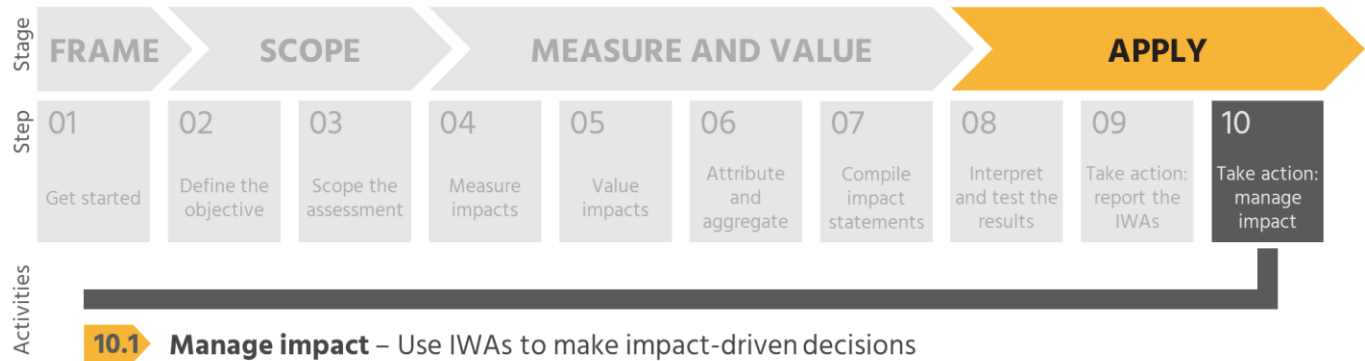 Stage
FRAME
SCOPE
MEASURE AND VALUE
APPLY
Step
01
Get started
02
Define the
objective
03
Scope the
assessment
04
Measure
impacts
05
Value
impacts
06
Attribute
and
aggregate
07
Compile
impact
statements
08
Interpret
and test the
results
09
Take action:
report the
IWAs
10
Take action:
manage
impact
Activities
10.1 Manage impact – Use IWAs to make impact-driven decisions